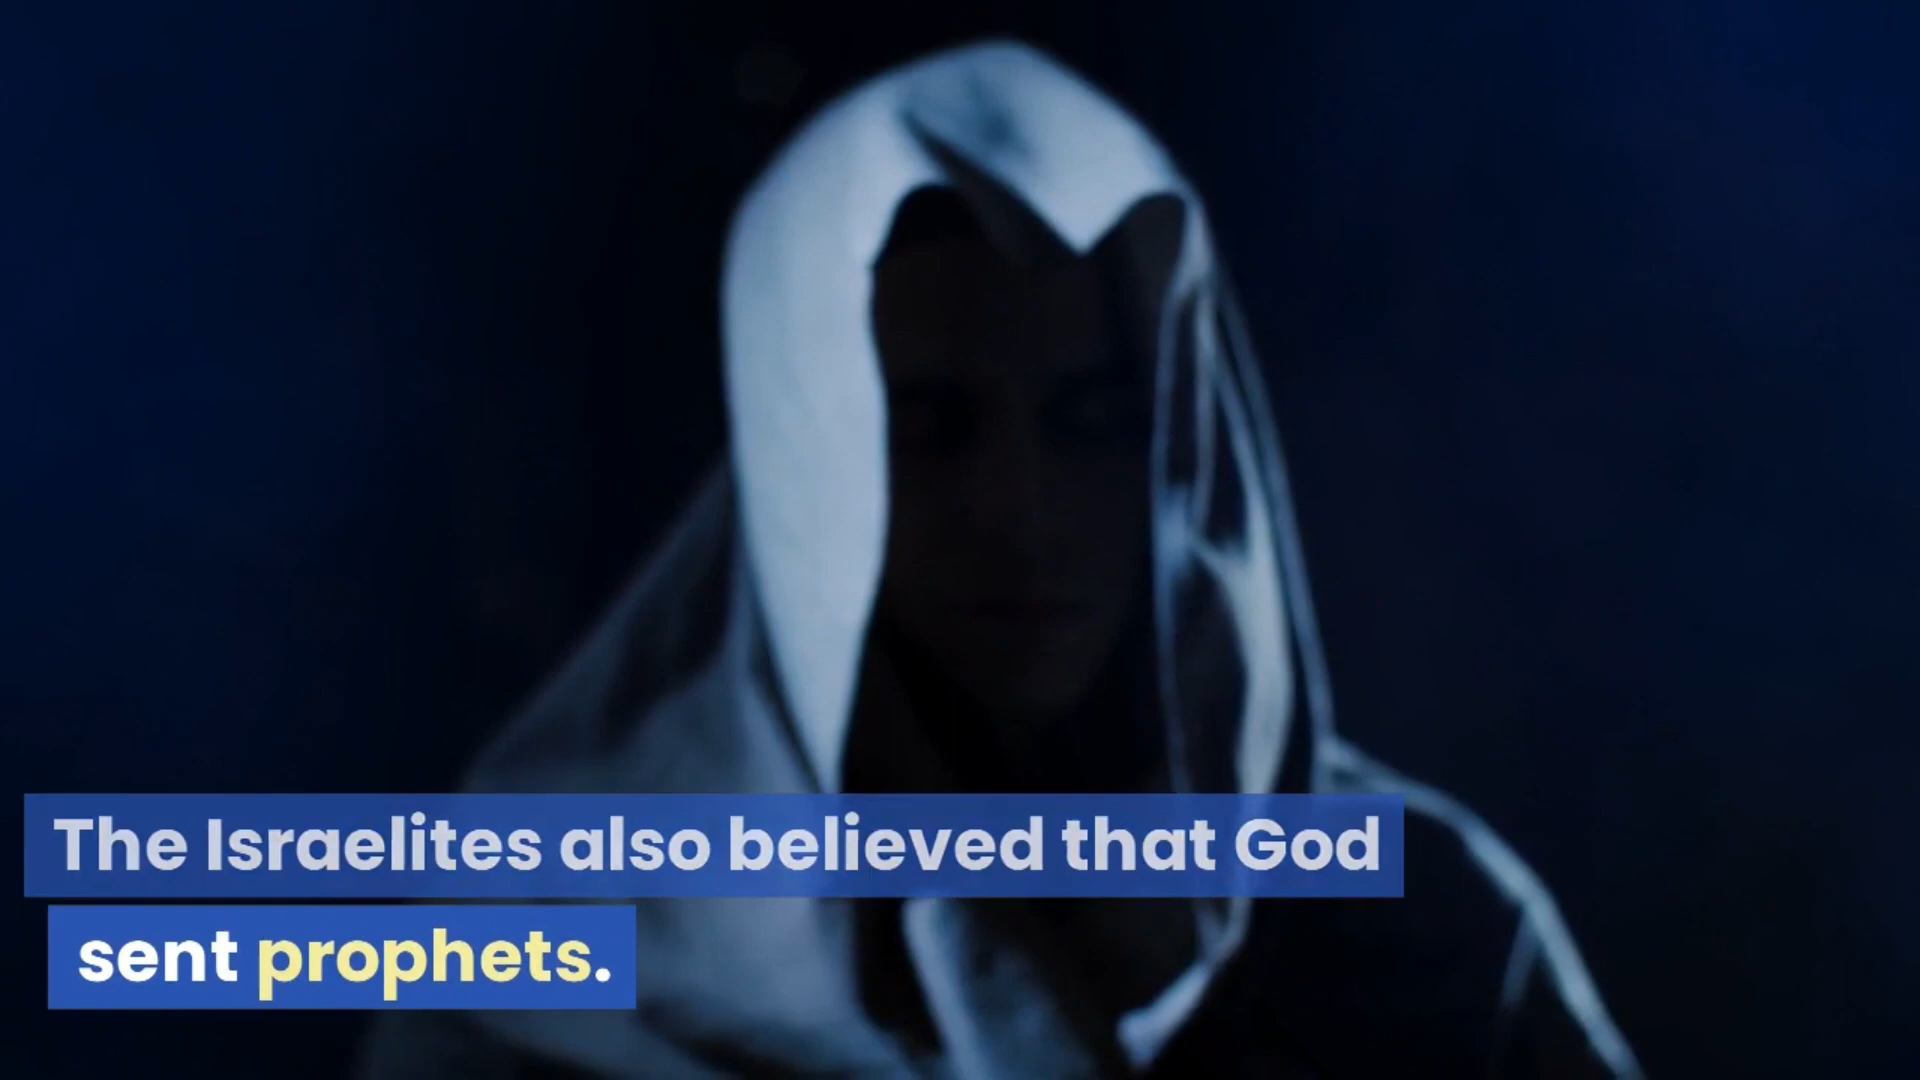 The Israelites also believed that God
sent prophets.